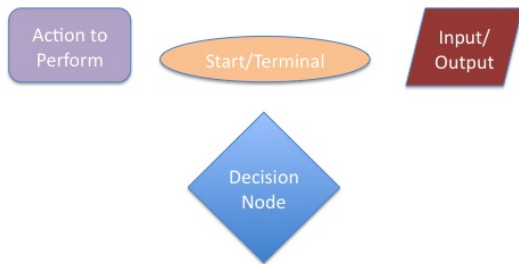 Action to
Perform
Start/Terminal
Input/
Output
Decision
Node